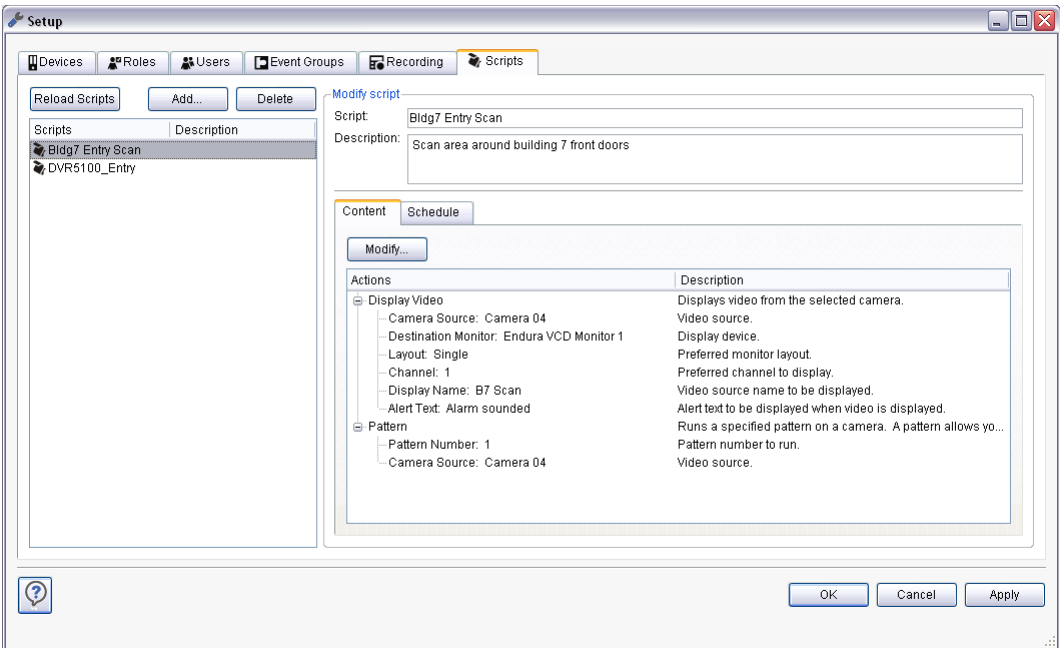 Setup
Devices Roles Users Event Groups Recording Scripts
Reload Scripts Add... Delete
Scripts Description
Bldg7 Entry Scan
DVR5100_Entry
Modify script
Script: Bldg7 Entry Scan
Description: Scan area around building 7 front doors
Content Schedule
Modify...
Actions Description
Display Video Displays video from the selected camera.
Camera Source: Camera 04 Video source.
Destination Monitor: Endura VCD Monitor 1 Display device.
Layout: Single Preferred monitor layout.
Channel: 1 Preferred channel to display.
Display Name: B7 Scan Video source name to be displayed.
Alert Text: Alarm sounded Alert text to be displayed when video is displayed.
Pattern Runs a specified pattern on a camera. A pattern allows yo...
Pattern Number: 1 Pattern number to run.
Camera Source: Camera 04 Video source.
?
OK Cancel Apply